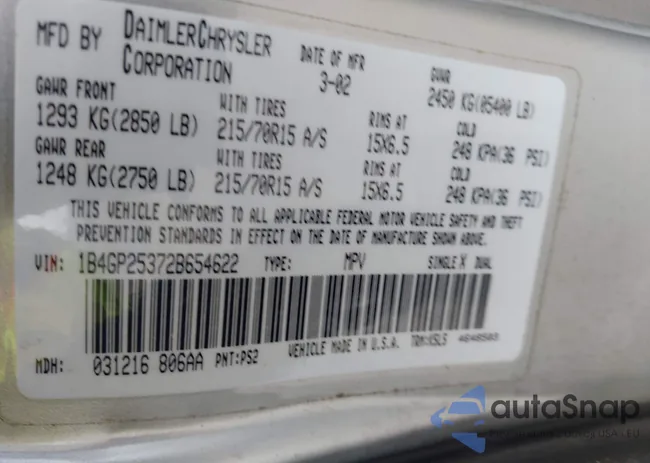 MFD BY DAIMLERCHRYSLER CORPORATION
DATE OF MFR 3-02
GVWR 2450 KG(05400 LB)
GAWR FRONT WITH TIRES RIMS AT COLD
1293 KG(2850 LB) 215/70R15 A/S 15X6.5 248 KPA(36 PSI)
GAWR REAR WITH TIRES RIMS AT COLD
1248 KG(2750 LB) 215/70R15 A/S 15X6.5 248 KPA(36 PSI)
THIS VEHICLE CONFORMS TO ALL APPLICABLE FEDERAL MOTOR VEHICLE SAFETY AND THEFT
PREVENTION STANDARDS IN EFFECT ON THE DATE OF MANUFACTURE SHOWN ABOVE.
VIN: 1B4GP25372B654622 TYPE: MPV SINGLE X DUAL
VEHICLE MADE IN U.S.A. TRM:K5L5
MDH: 031216 806AA PNT:PS2
autaSnap